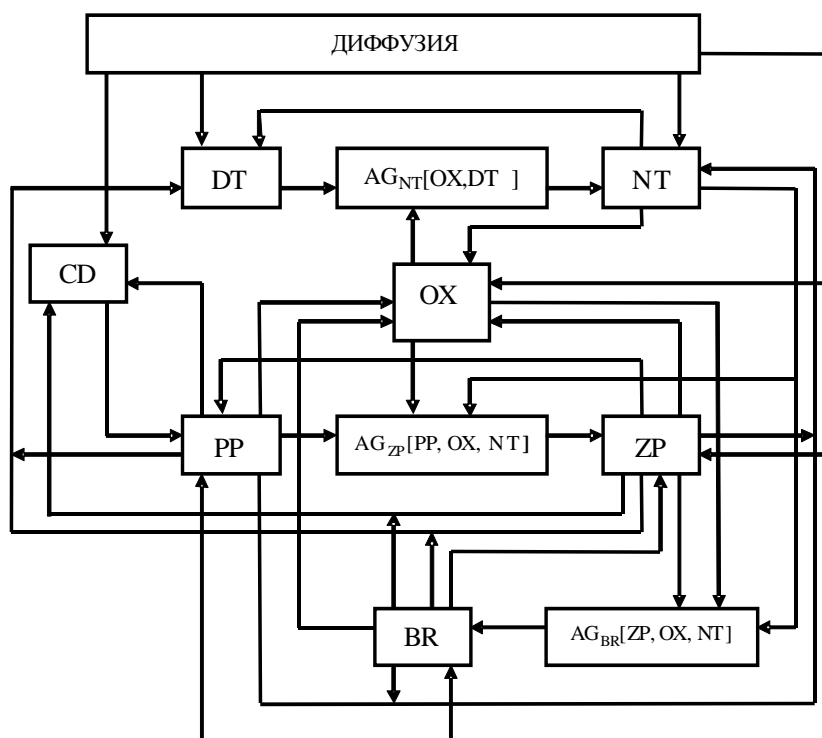 ДИФФУЗИЯ
DT
AG_NT[OX,DT ]
NT
CD
OX
PP
AG_ZP[PP, OX, NT]
ZP
BR
AG_BR[ZP, OX, NT]